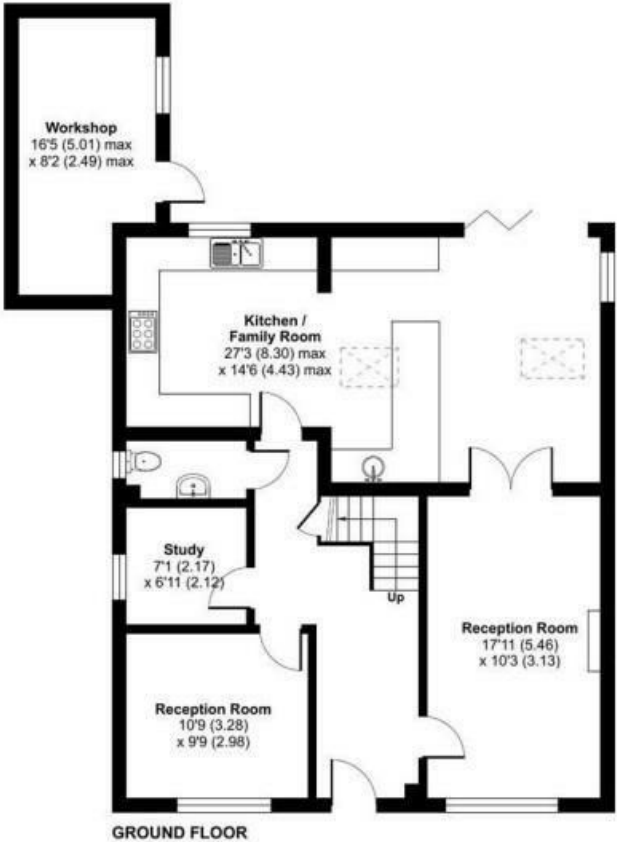 Workshop
16'5 (5.01) max
x 8'2 (2.49) max
Kitchen /
Family Room
27'3 (8.30) max
x 14'6 (4.43) max
Study
7'1 (2.17)
x 6'11 (2.12)
Up
Reception Room
17'11 (5.46)
x 10'3 (3.13)
Reception Room
10'9 (3.28)
x 9'9 (2.98)
GROUND FLOOR